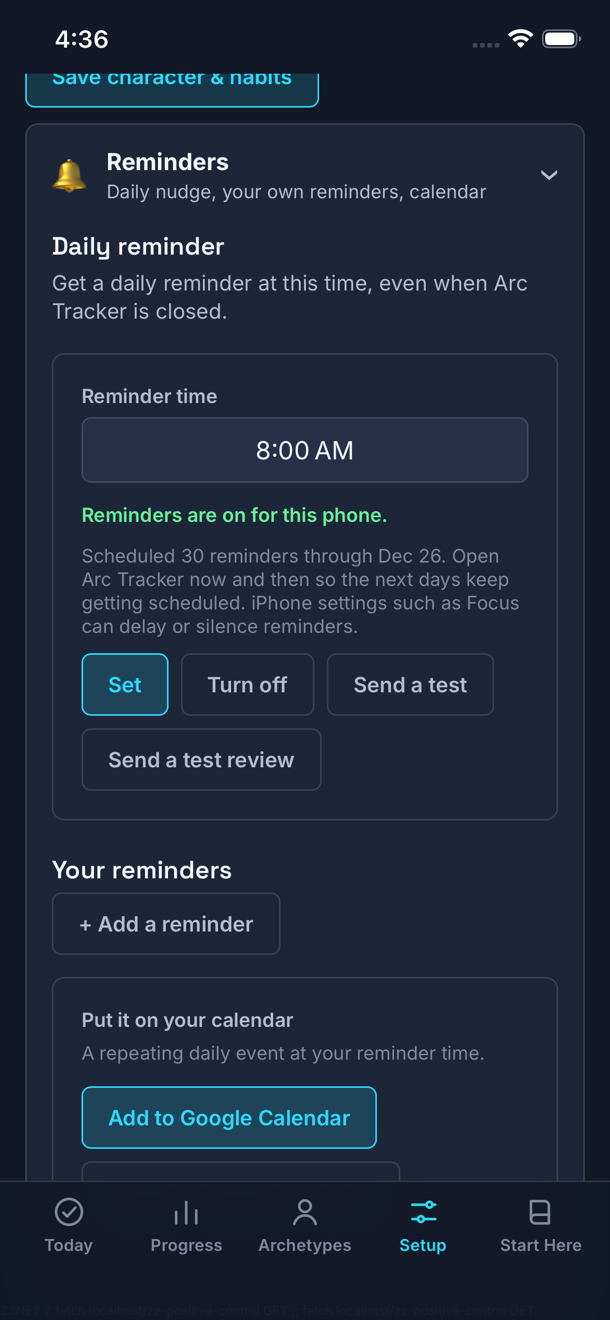 4:36
Save character & habits
Reminders
Daily nudge, your own reminders, calendar
Daily reminder
Get a daily reminder at this time, even when Arc
Tracker is closed.
Reminder time
8:00 AM
Reminders are on for this phone.
Scheduled 30 reminders through Dec 26. Open
Arc Tracker now and then so the next days keep
getting scheduled. iPhone settings such as Focus
can delay or silence reminders.
Set
Turn off
Send a test
Send a test review
Your reminders
+ Add a reminder
Put it on your calendar
A repeating daily event at your reminder time.
Add to Google Calendar
Today
Progress
Archetypes
Setup
Start Here